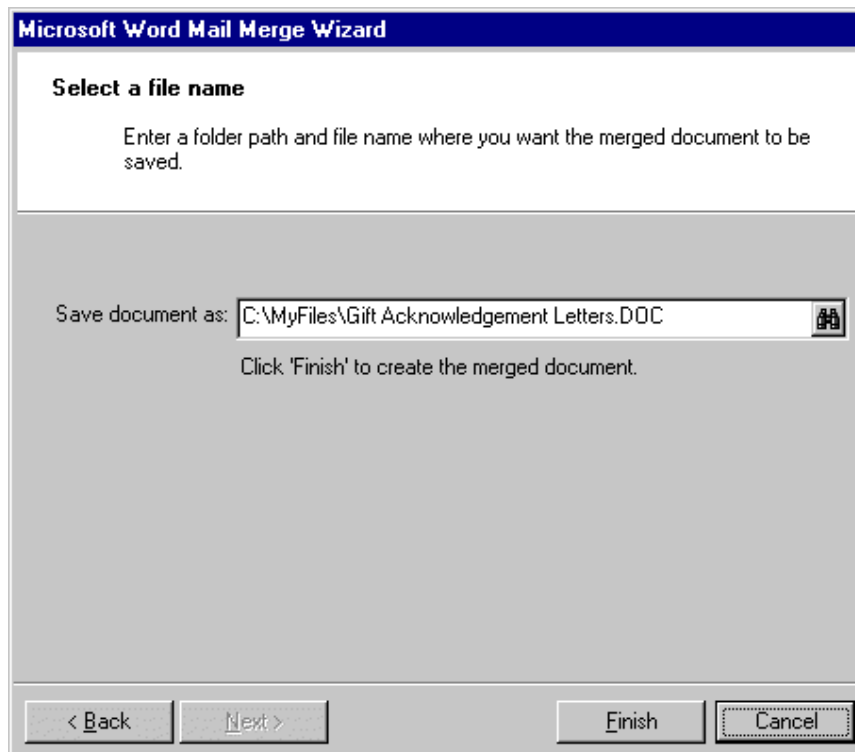 Microsoft Word Mail Merge Wizard
Select a file name
Enter a folder path and file name where you want the merged document to be
saved.
Save document as: C:\MyFiles\Gift Acknowledgement Letters.DOC
Click 'Finish' to create the merged document.
< Back Next > Finish Cancel